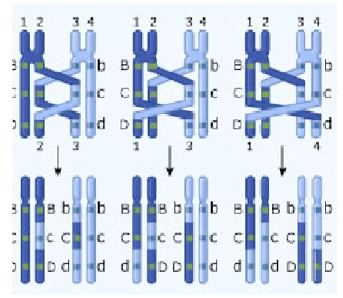 1 2 3 4 1 2 3 4 1 2 3 4
B b B b B b
C c C c C c
D d D d D d
2 3 1 3 1 4
B B b b B b B b B B b b
C c C c C c C c C c C c
D D d d d D D d d d D D